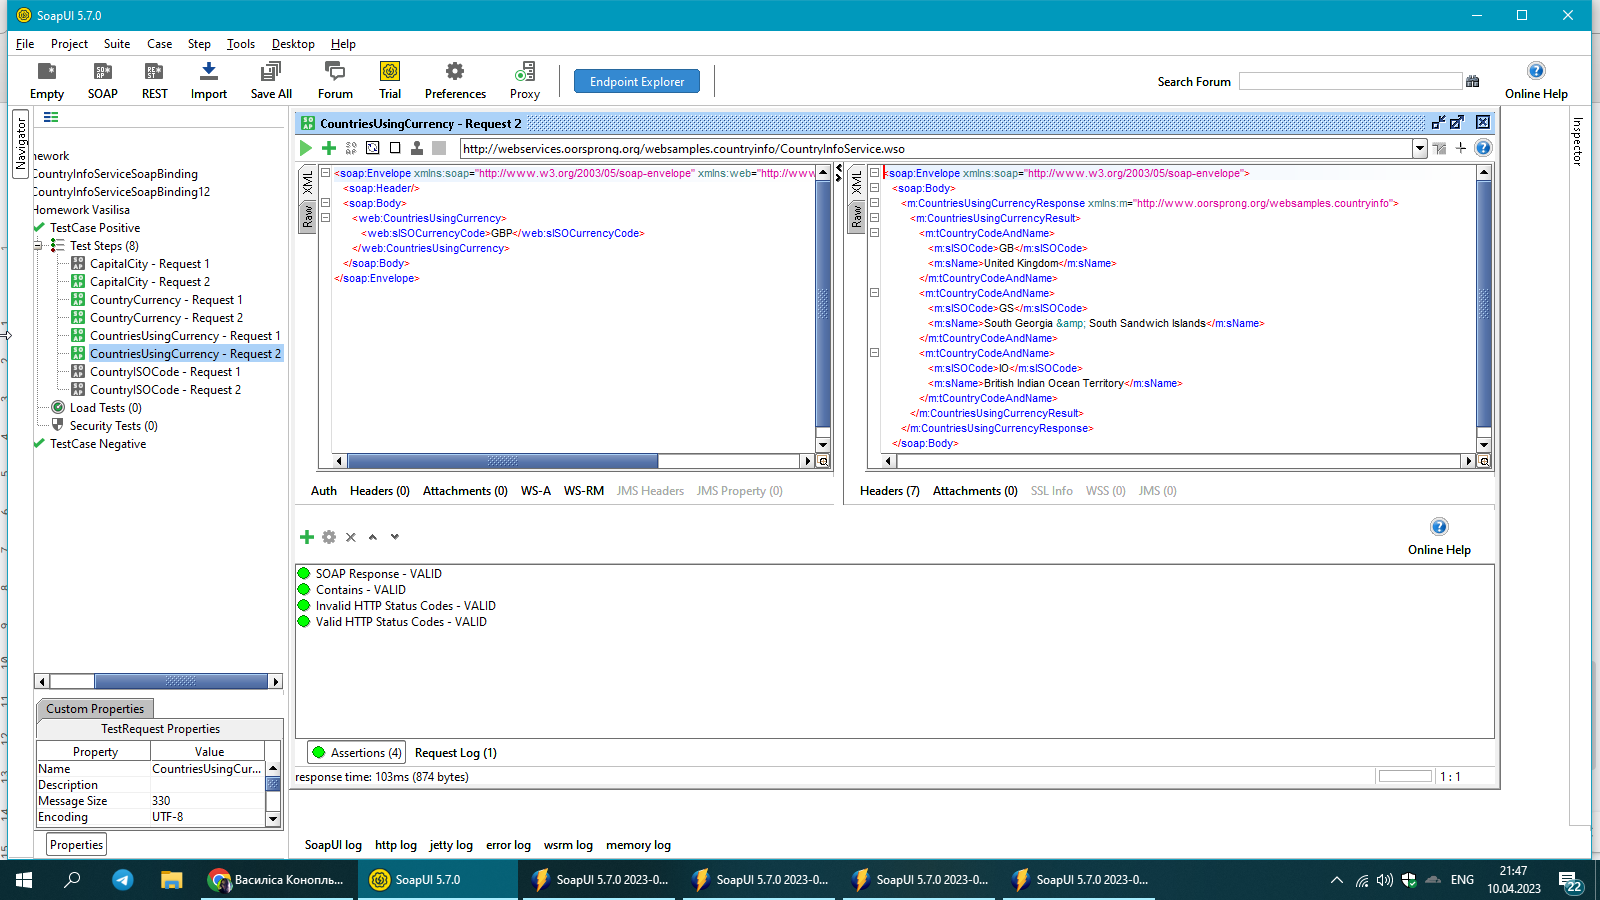 SoapUI 5.7.0
File Project Suite Case Step Tools Desktop Help
Empty SOAP REST Import Save All Forum Trial Preferences Proxy Endpoint Explorer Search Forum Online Help
Navigator
Inspector
CountryInfoServiceSoapBinding
CountryInfoServiceSoapBinding12
Homework Vasilisa
TestCase Positive
Test Steps (8)
CapitalCity - Request 1
CapitalCity - Request 2
CountryCurrency - Request 1
CountryCurrency - Request 2
CountriesUsingCurrency - Request 1
CountriesUsingCurrency - Request 2
CountryISOCode - Request 1
CountryISOCode - Request 2
Load Tests (0)
Security Tests (0)
TestCase Negative
Custom Properties
TestRequest Properties
Property Value
Name CountriesUsingCur...
Description
Message Size 330
Encoding UTF-8
Properties
CountriesUsingCurrency - Request 2
http://webservices.oorsprong.org/websamples.countryinfo/CountryInfoService.wso
XML
Raw
<soap:Envelope xmlns:soap="http://www.w3.org/2003/05/soap-envelope" xmlns:web="http://www
<soap:Header/>
<soap:Body>
<web:CountriesUsingCurrency>
<web:sISOCurrencyCode>GBP</web:sISOCurrencyCode>
</web:CountriesUsingCurrency>
</soap:Body>
</soap:Envelope>
Auth Headers (0) Attachments (0) WS-A WS-RM JMS Headers JMS Property (0)
XML
Raw
<soap:Envelope xmlns:soap="http://www.w3.org/2003/05/soap-envelope">
<soap:Body>
<m:CountriesUsingCurrencyResponse xmlns:m="http://www.oorsprong.org/websamples.countryinfo">
<m:CountriesUsingCurrencyResult>
<m:tCountryCodeAndName>
<m:sISOCode>GB</m:sISOCode>
<m:sName>United Kingdom</m:sName>
</m:tCountryCodeAndName>
<m:tCountryCodeAndName>
<m:sISOCode>GS</m:sISOCode>
<m:sName>South Georgia &amp; South Sandwich Islands</m:sName>
</m:tCountryCodeAndName>
<m:tCountryCodeAndName>
<m:sISOCode>IO</m:sISOCode>
<m:sName>British Indian Ocean Territory</m:sName>
</m:tCountryCodeAndName>
</m:CountriesUsingCurrencyResult>
</m:CountriesUsingCurrencyResponse>
</soap:Body>
Headers (7) Attachments (0) SSL Info WSS (0) JMS (0)
Online Help
SOAP Response - VALID
Contains - VALID
Invalid HTTP Status Codes - VALID
Valid HTTP Status Codes - VALID
Assertions (4) Request Log (1)
response time: 103ms (874 bytes)
1 : 1
SoapUI log http log jetty log error log wsrm log memory log
Василіса Конопль... SoapUI 5.7.0 SoapUI 5.7.0 2023-0... SoapUI 5.7.0 2023-0... SoapUI 5.7.0 2023-0... SoapUI 5.7.0 2023-0...
ENG
21:47
10.04.2023
22